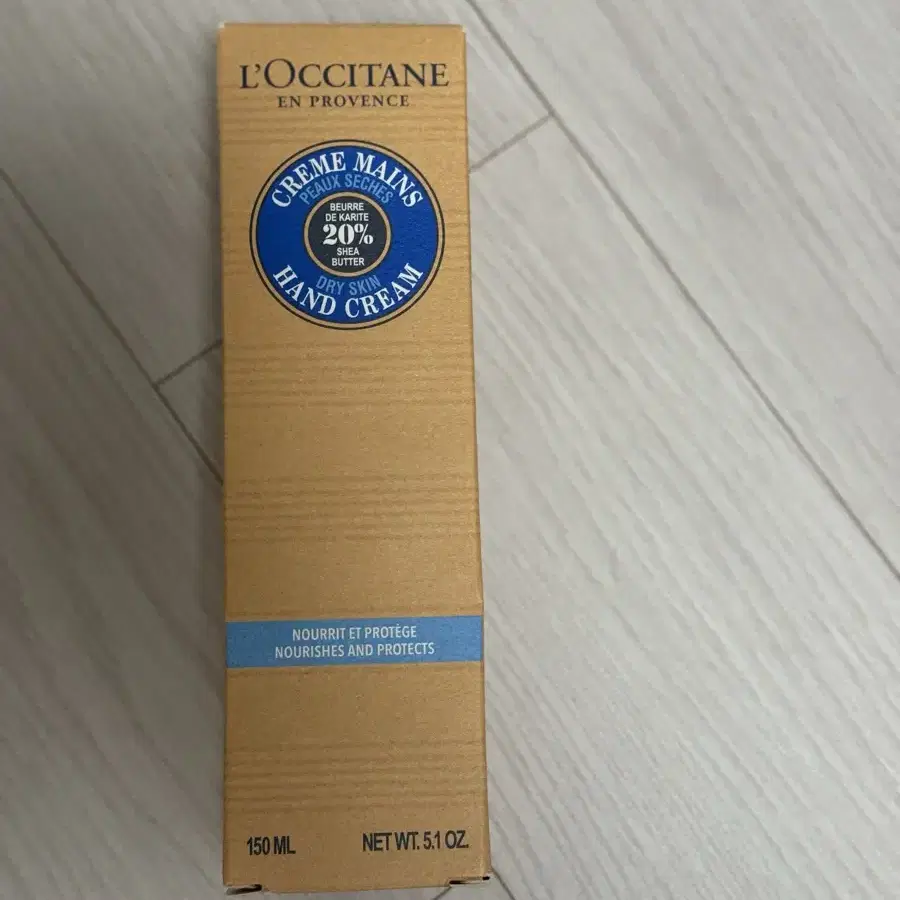 L'OCCITANE
EN PROVENCE
CREME MAINS
PEAUX SECHES
BEURRE
DE KARITE
20%
SHEA
BUTTER
DRY SKIN
HAND CREAM
NOURRIT ET PROTÈGE
NOURISHES AND PROTECTS
150 ML NET WT. 5.1 OZ.